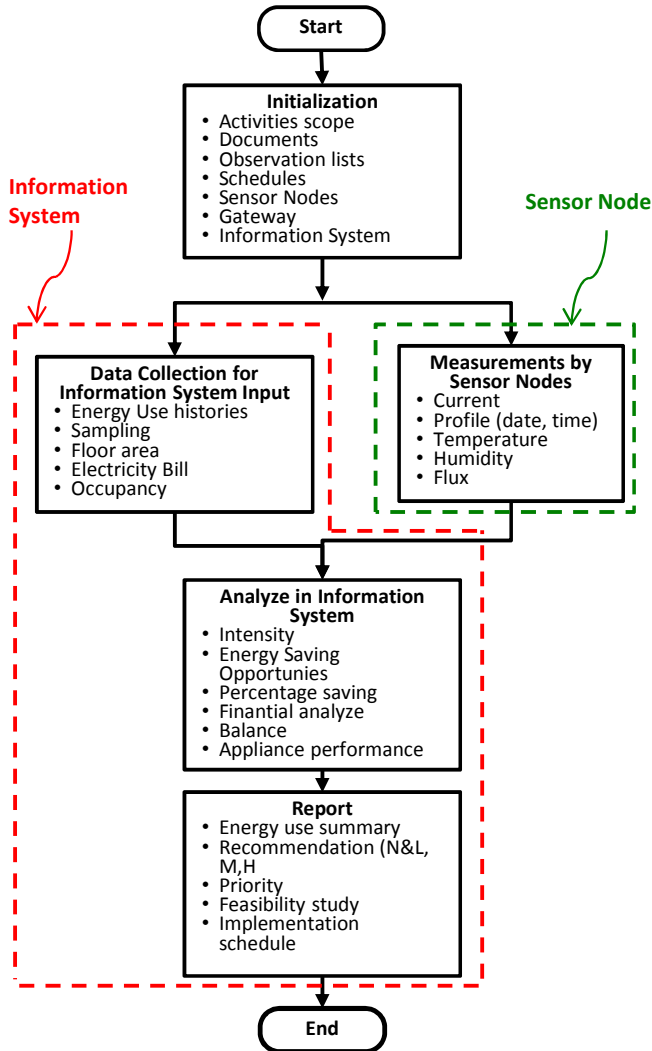 Start
Initialization
• Activities scope
• Documents
• Observation lists
• Schedules
• Sensor Nodes
• Gateway
• Information System
Information
System
Sensor Node
Data Collection for
Information System Input
• Energy Use histories
• Sampling
• Floor area
• Electricity Bill
• Occupancy
Measurements by
Sensor Nodes
• Current
• Profile (date, time)
• Temperature
• Humidity
• Flux
Analyze in Information
System
• Intensity
• Energy Saving
Opportunies
• Percentage saving
• Finantial analyze
• Balance
• Appliance performance
Report
• Energy use summary
• Recommendation (N&L,
M,H
• Priority
• Feasibility study
• Implementation
schedule
End